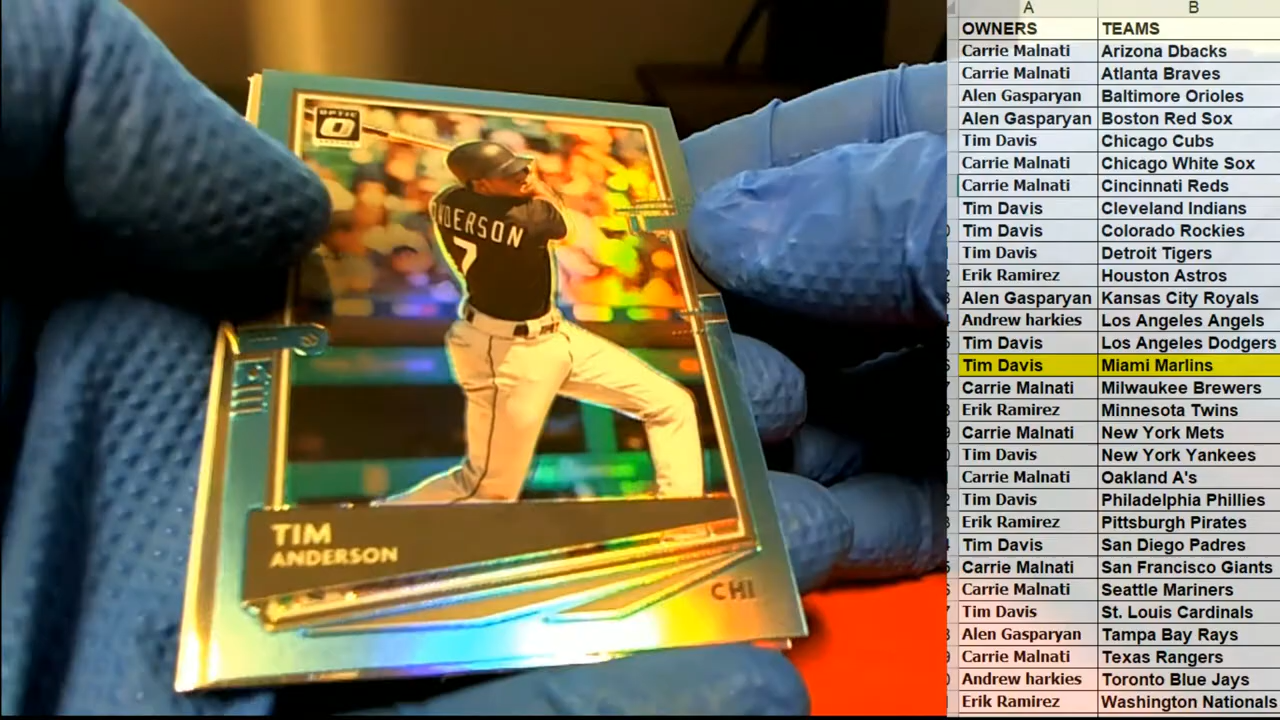 OPTIC
NDERSON
7
TIM
ANDERSON
CHI
A B
OWNERS TEAMS
Carrie Malnati Arizona Dbacks
Carrie Malnati Atlanta Braves
Alen Gasparyan Baltimore Orioles
Alen Gasparyan Boston Red Sox
Tim Davis Chicago Cubs
Carrie Malnati Chicago White Sox
Carrie Malnati Cincinnati Reds
Tim Davis Cleveland Indians
Tim Davis Colorado Rockies
Tim Davis Detroit Tigers
Erik Ramirez Houston Astros
Alen Gasparyan Kansas City Royals
Andrew harkies Los Angeles Angels
Tim Davis Los Angeles Dodgers
Tim Davis Miami Marlins
Carrie Malnati Milwaukee Brewers
Erik Ramirez Minnesota Twins
Carrie Malnati New York Mets
Tim Davis New York Yankees
Carrie Malnati Oakland A's
Tim Davis Philadelphia Phillies
Erik Ramirez Pittsburgh Pirates
Tim Davis San Diego Padres
Carrie Malnati San Francisco Giants
Carrie Malnati Seattle Mariners
Tim Davis St. Louis Cardinals
Alen Gasparyan Tampa Bay Rays
Carrie Malnati Texas Rangers
Andrew harkies Toronto Blue Jays
Erik Ramirez Washington Nationals